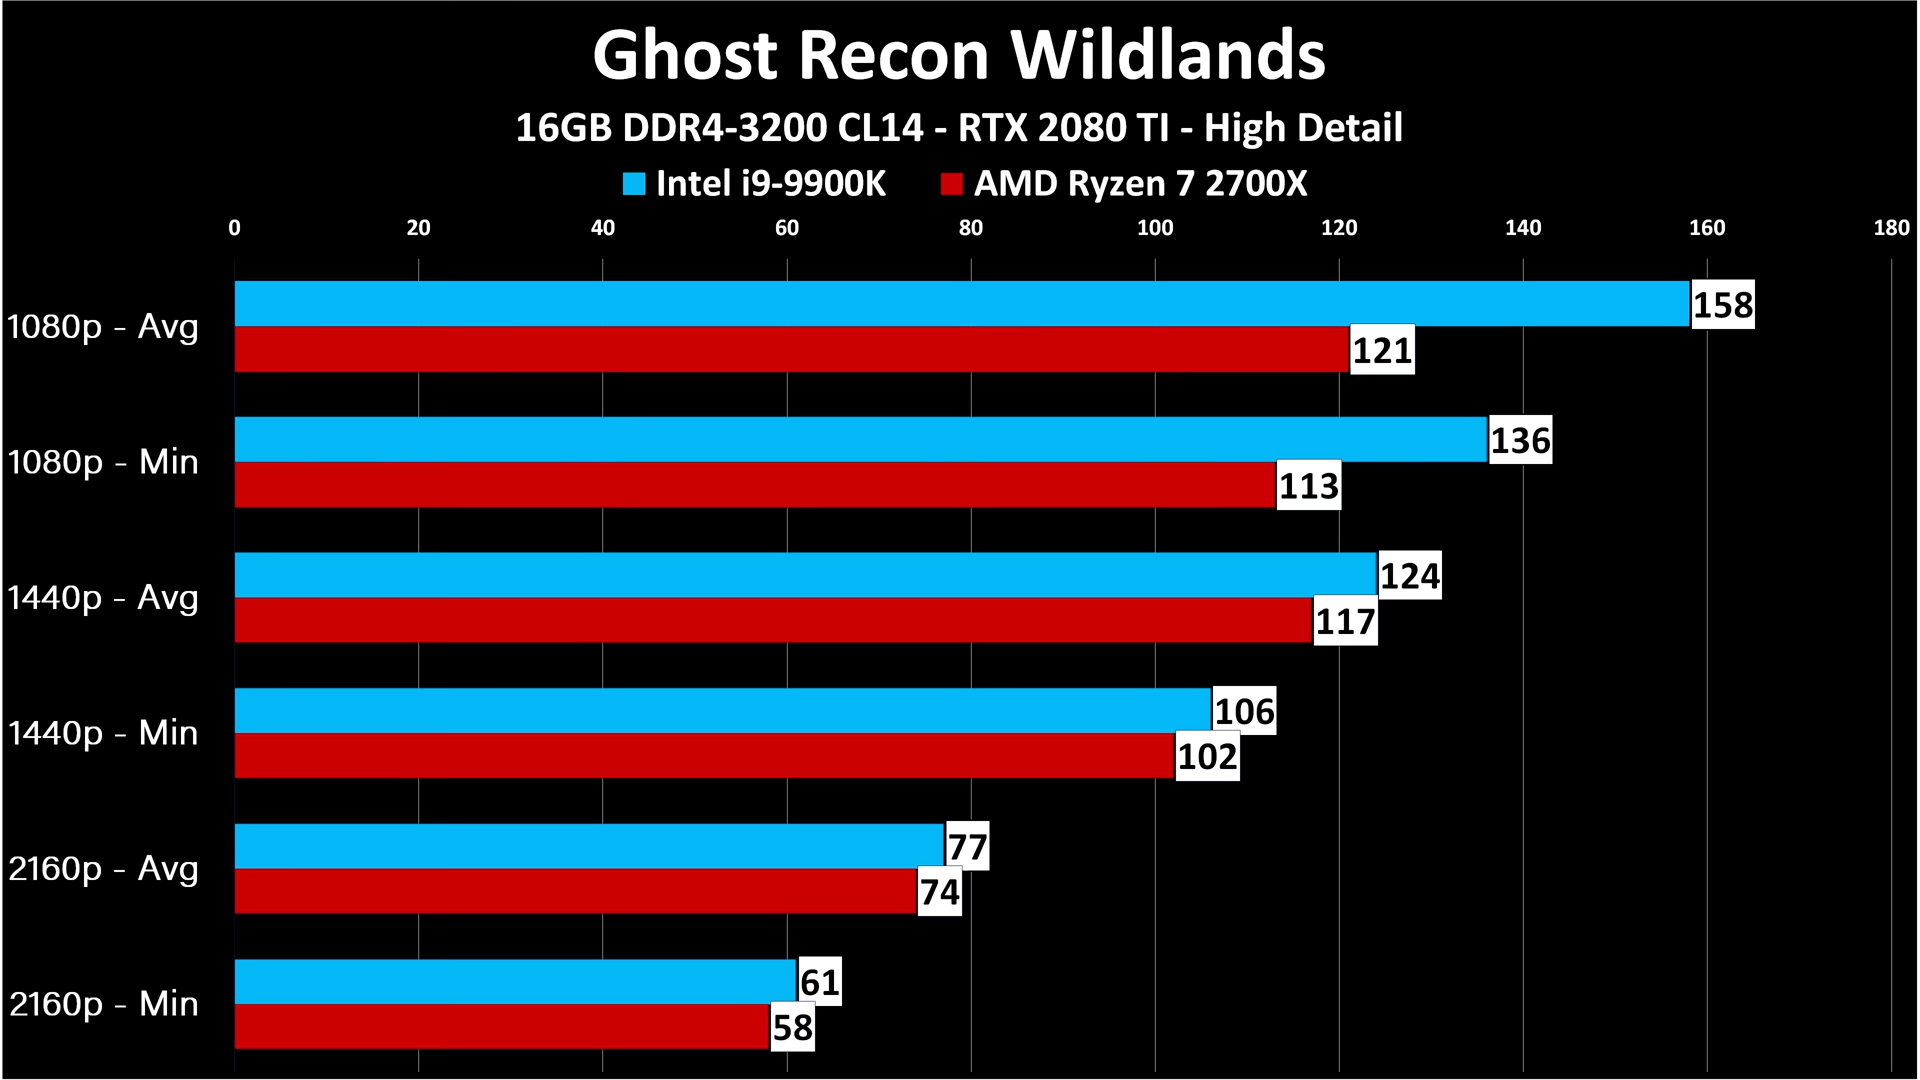 Ghost Recon Wildlands
16GB DDR4-3200 CL14 - RTX 2080 TI - High Detail
Intel i9-9900K AMD Ryzen 7 2700X
0 20 40 60 80 100 120 140 160 180
1080p - Avg
158
121
1080p - Min
136
113
1440p - Avg
124
117
1440p - Min
106
102
2160p - Avg
77
74
2160p - Min
61
58